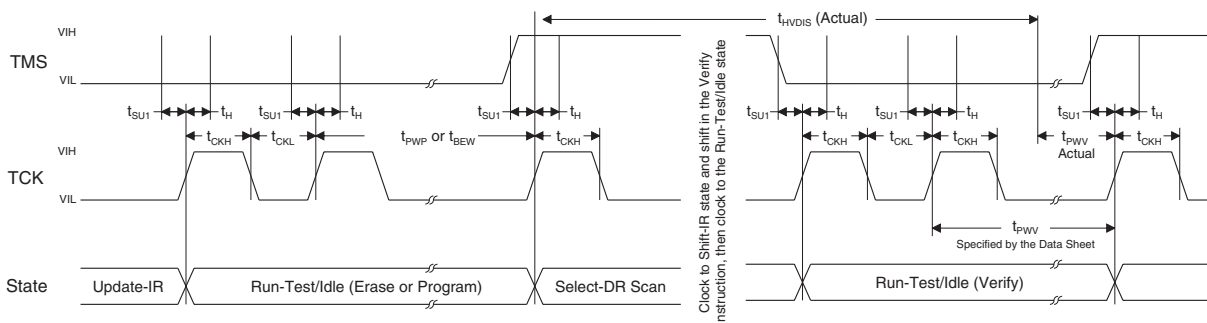 tHVDIS (Actual)
VIH
TMS
VIL
tSU1 tH tSU1 tH tSU1 tH tSU1 tH tSU1 tH tSU1 tH
tCKH tCKL tPWP or tBEW tCKH tCKH tCKL tCKH tPWV tCKH
Actual
VIH
TCK
VIL
Clock to Shift-IR state and shift in the Verify
nstruction, then clock to the Run-Test/Idle state
tPWV
Specified by the Data Sheet
State Update-IR Run-Test/Idle (Erase or Program) Select-DR Scan Run-Test/Idle (Verify)